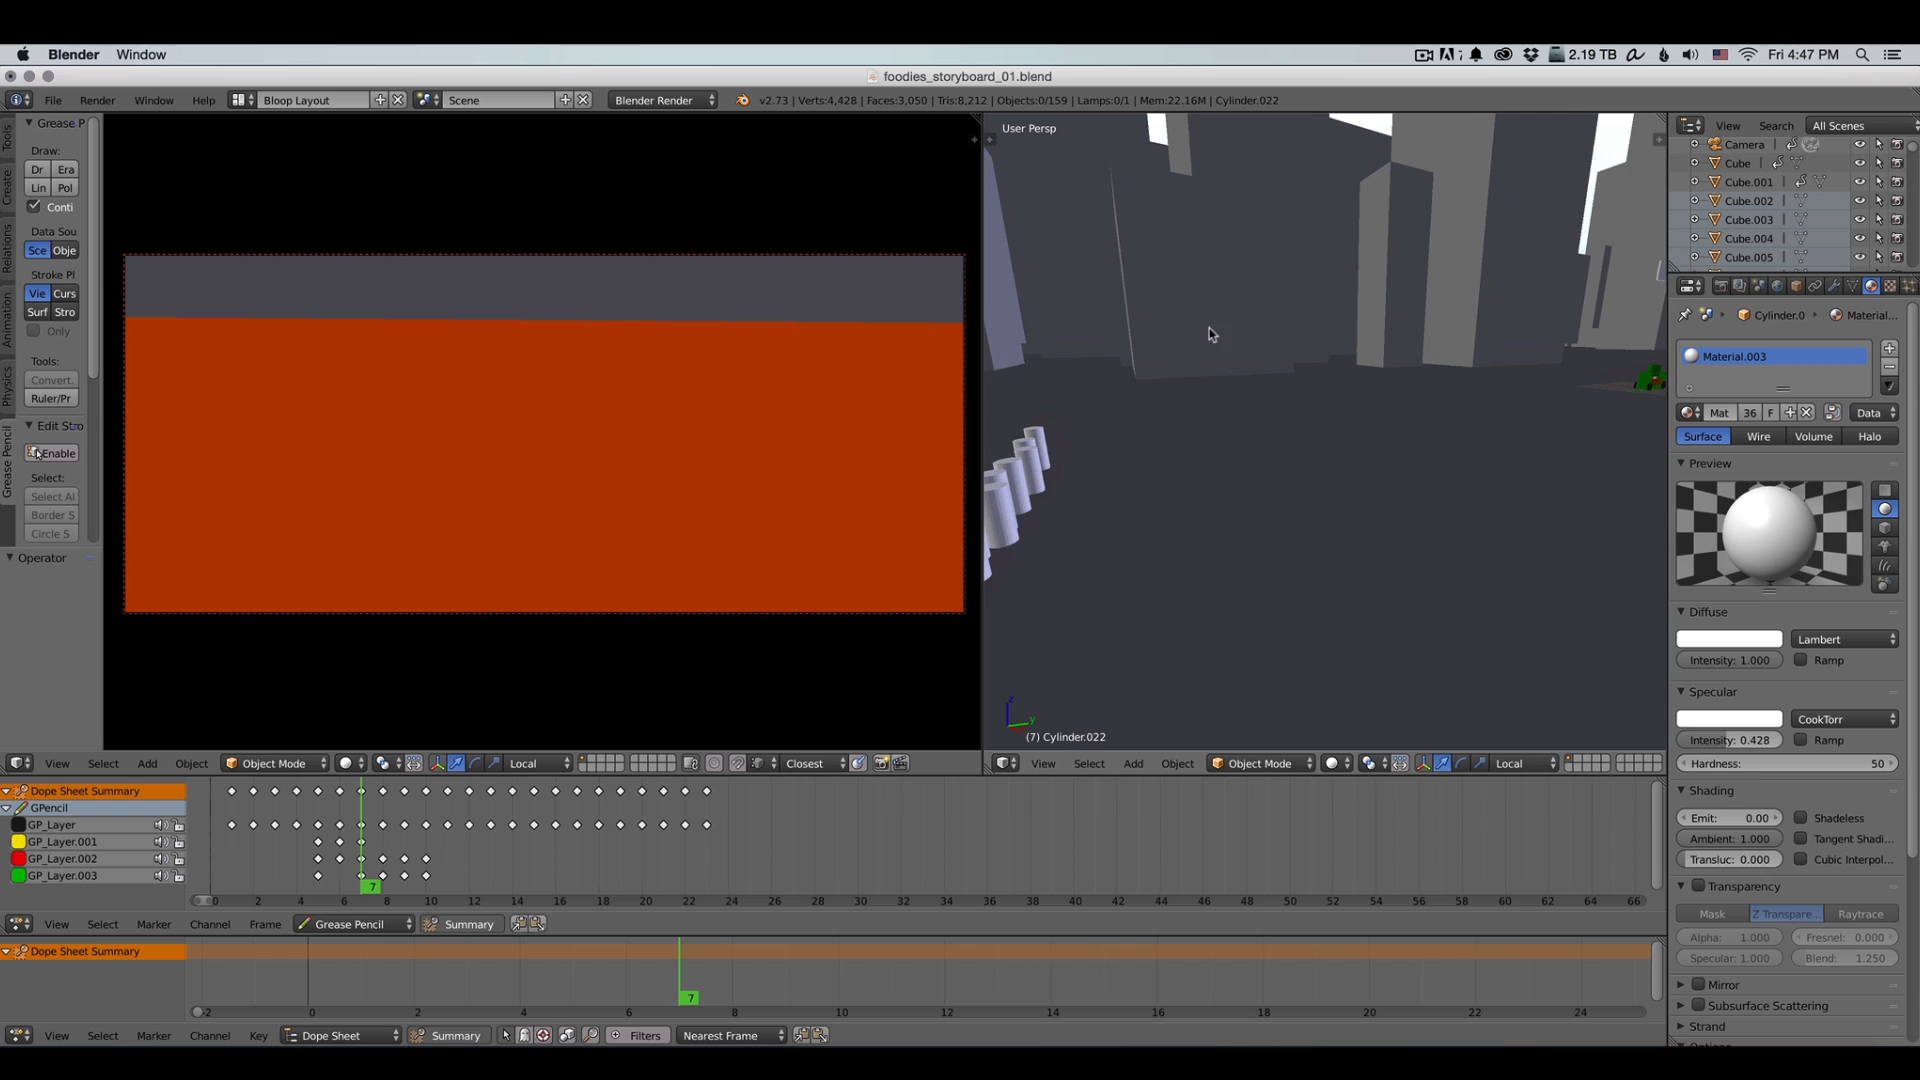 Blender Window 7 2.19 TB Fri 4:47 PM
foodies_storyboard_01.blend
File Render Window Help Bloop Layout Scene Blender Render v2.73 | Verts:4,428 | Faces:3,050 | Tris:8,212 | Objects:0/159 | Lamps:0/1 | Mem:22.16M | Cylinder.022
Tools
Create
Relations
Animation
Physics
Grease Pencil
Grease P
Draw:
Dr Era
Lin Pol
Conti
Data Sou
Sce Obje
Stroke Pl
Vie Curs
Surf Stro
Only
Tools:
Convert.
Ruler/Pr
Edit Stro
Enable
Select:
Select Al
Border S
Circle S
Operator
User Persp
z
y
(7) Cylinder.022
View Search All Scenes
Camera
Cube
Cube.001
Cube.002
Cube.003
Cube.004
Cube.005
Cylinder.0 Material...
Material.003
Mat 36 F Data
Surface Wire Volume Halo
Preview
Diffuse
Lambert
Intensity: 1.000 Ramp
Specular
CookTorr
Intensity: 0.428 Ramp
Hardness: 50
Shading
Emit: 0.00 Shadeless
Ambient: 1.000 Tangent Shadi...
Transluc: 0.000 Cubic Interpol...
Transparency
Mask Z Transpare... Raytrace
Alpha: 1.000 Fresnel: 0.000
Specular: 1.000 Blend: 1.250
Mirror
Subsurface Scattering
Strand
View Select Add Object Object Mode Local Closest
View Select Add Object Object Mode Local
Dope Sheet Summary
GPencil
GP_Layer
GP_Layer.001
GP_Layer.002
GP_Layer.003
7
0 2 4 6 8 10 12 14 16 18 20 22 24 26 28 30 32 34 36 38 40 42 44 46 48 50 52 54 56 58 60 62 64 66
View Select Marker Channel Frame Grease Pencil Summary
Dope Sheet Summary
7
-2 0 2 4 6 8 10 12 14 16 18 20 22 24
View Select Marker Channel Key Dope Sheet Summary Filters Nearest Frame